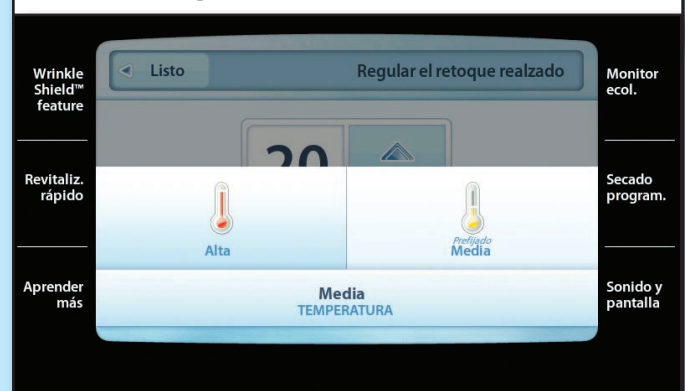 Wrinkle
Shield™
feature
Revitaliz.
rápido
Aprender
más
Listo
Regular el retoque realzado
20
Alta
Prefijado
Media
Media
TEMPERATURA
Monitor
ecol.
Secado
program.
Sonido y
pantalla